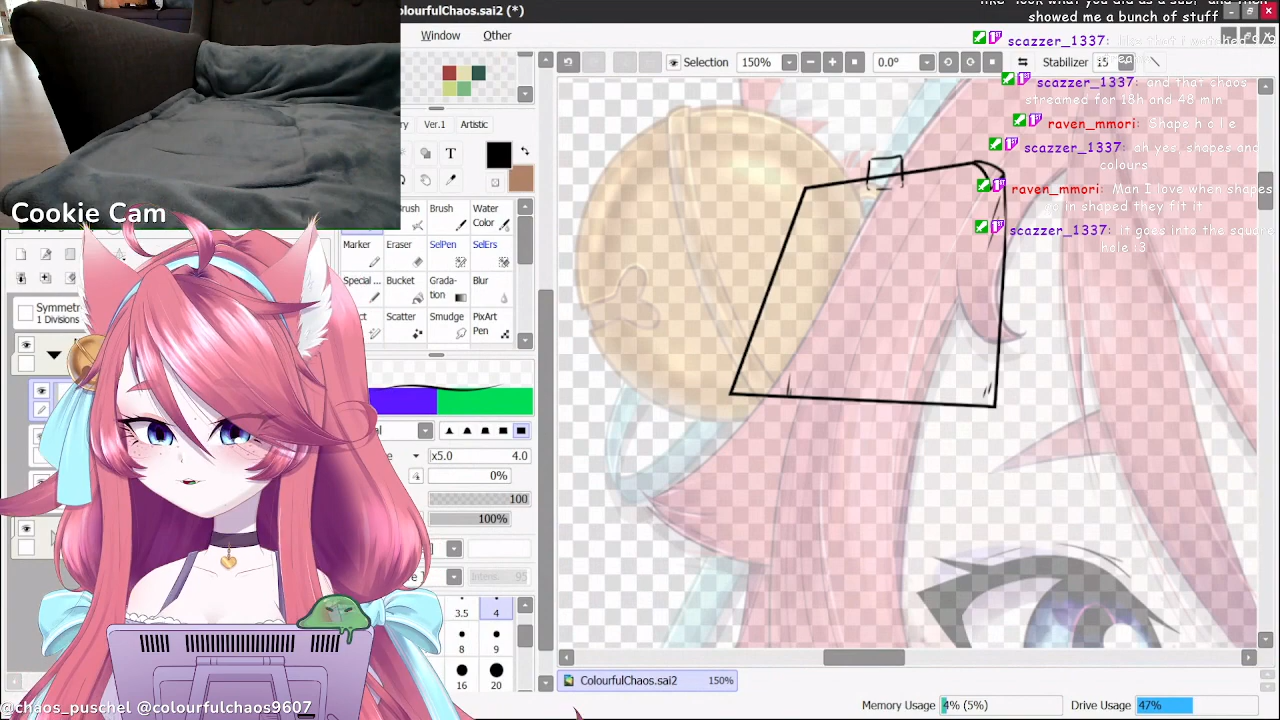 like "look what you did as a sub, and then
showed me a bunch of stuff
ColourfulChaos.sai2 (*)
Window
Other
Selection
150%
0.0°
Stabilizer
scazzer_1337:
scazzer_1337: and that chaos
streamed for 18h and 48 min
raven_mmori: Shape h o le
scazzer_1337: ah yes, shapes and
colours
raven_mmori: Man I love when shapes
in shaped they fit it
scazzer_1337: it goes into the square
hole :3
Ver.1
Artistic
T
Cookie Cam
Brush
Water
Color
Marker
Eraser
SelPen
SelErs
Special ...
Bucket
Grada-
tion
Blur
Scatter
Smudge
PixArt
Pen
Symmetr
1 Divisions
x5.0
4.0
0%
100
100%
95
3.5
4
8
9
16
20
ColourfulChaos.sai2
150%
Memory Usage
4% (5%)
Drive Usage
47%
@chaos_puschel @colourfulchaos9607